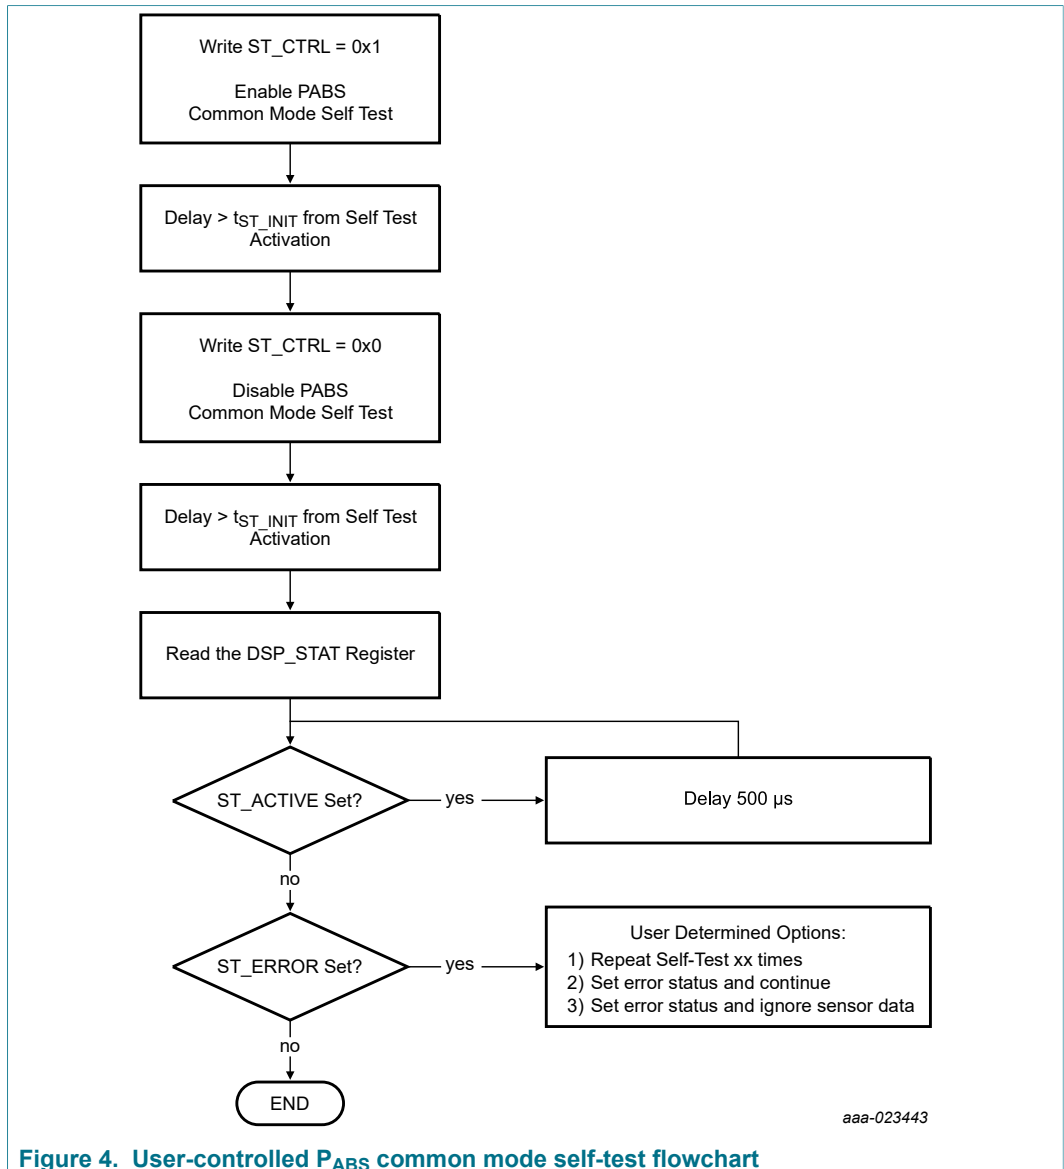 Write ST_CTRL = 0x1
Enable PABS
Common Mode Self Test
Delay > tST_INIT from Self Test
Activation
Write ST_CTRL = 0x0
Disable PABS
Common Mode Self Test
Delay > tST_INIT from Self Test
Activation
Read the DSP_STAT Register
ST_ACTIVE Set?
yes
Delay 500 µs
no
ST_ERROR Set?
yes
User Determined Options:
1) Repeat Self-Test xx times
2) Set error status and continue
3) Set error status and ignore sensor data
no
END
aaa-023443
Figure 4. User-controlled PABS common mode self-test flowchart